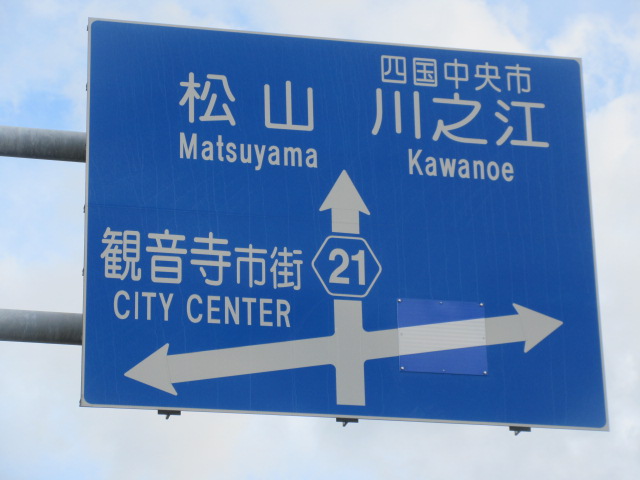 松山
Matsuyama
四国中央市
川之江
Kawanoe
観音寺市街
CITY CENTER
21